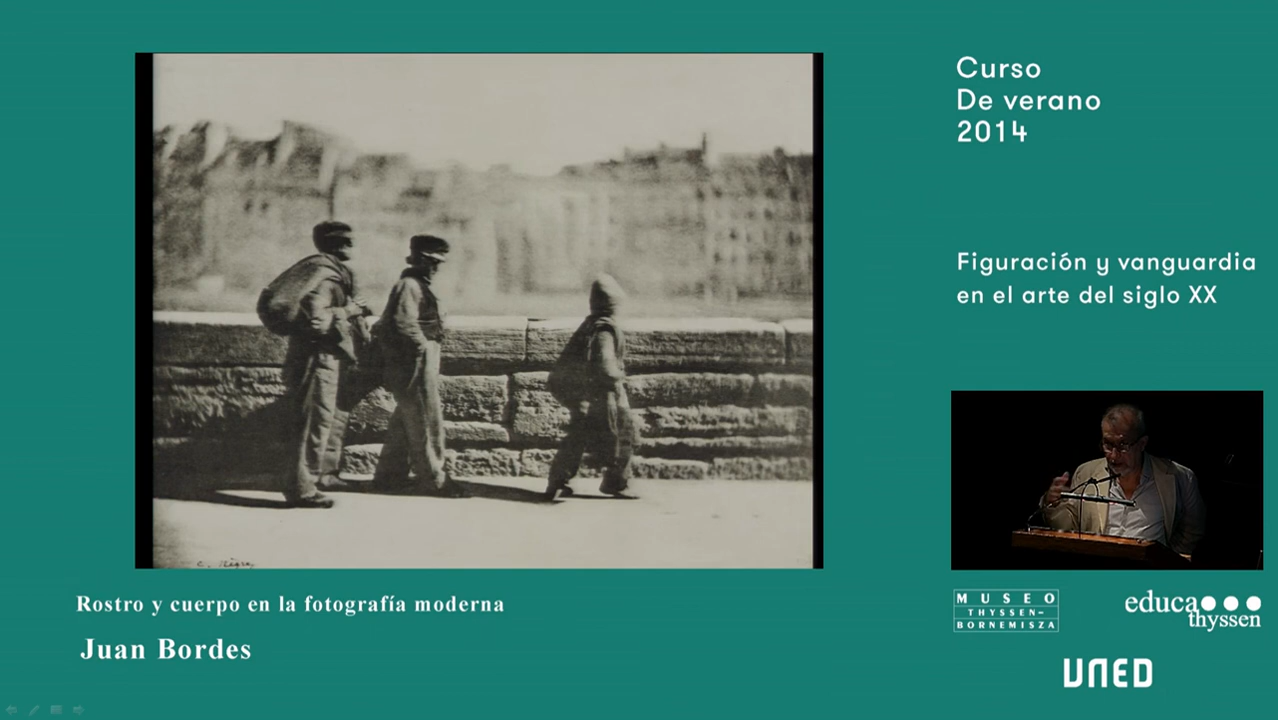 Curso
De verano
2014
Figuración y vanguardia
en el arte del siglo XX
C. Nègre
Rostro y cuerpo en la fotografía moderna
Juan Bordes
MUSEO
THYSSEN-
BORNEMISZA
educa
thyssen
UNED